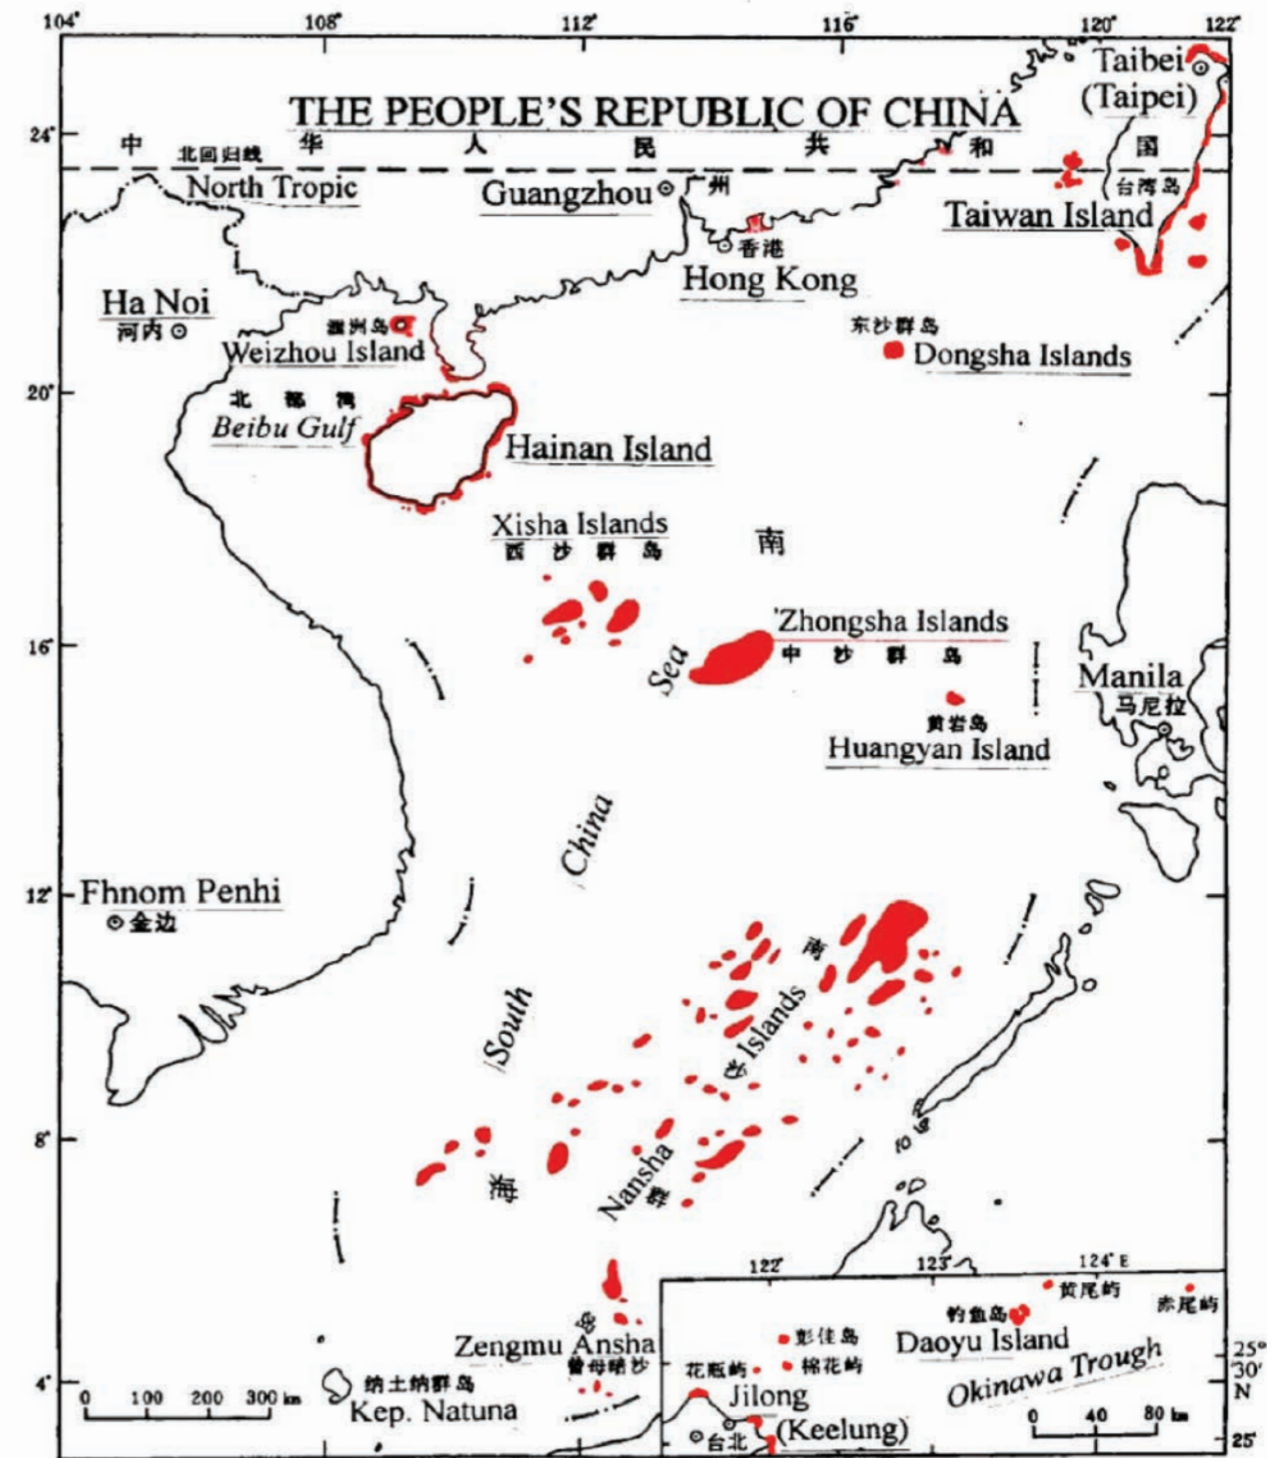 104°
108°
112°
116°
120°
122°
Taibei
(Taipei)
THE PEOPLE'S REPUBLIC OF CHINA
24°
中 华 人 民 共 和 国
北回归线
North Tropic
Guangzhou
广州
台湾岛
Taiwan Island
香港
Hong Kong
Ha Noi
河内
涠洲岛
Weizhou Island
东沙群岛
Dongsha Islands
20°
北部湾
Beibu Gulf
Hainan Island
Xisha Islands
西沙群岛
南
'Zhongsha Islands
中沙群岛
16°
Sea
Manila
马尼拉
黄岩岛
Huangyan Island
China
12°
Fhnom Penhi
金边
南
沙 Islands
South
8°
海
Nansha
群
122°
123°
124° E
岛
Zengmu Ansha
曾母暗沙
黄尾屿
赤尾屿
钓鱼岛
Daoyu Island
彭佳岛
棉花屿
花瓶屿
Okinawa Trough
25°
30'
N
4°
0 100 200 300 km
纳土纳群岛
Kep. Natuna
Jilong
(Keelung)
台北
0 40 80 km
25'